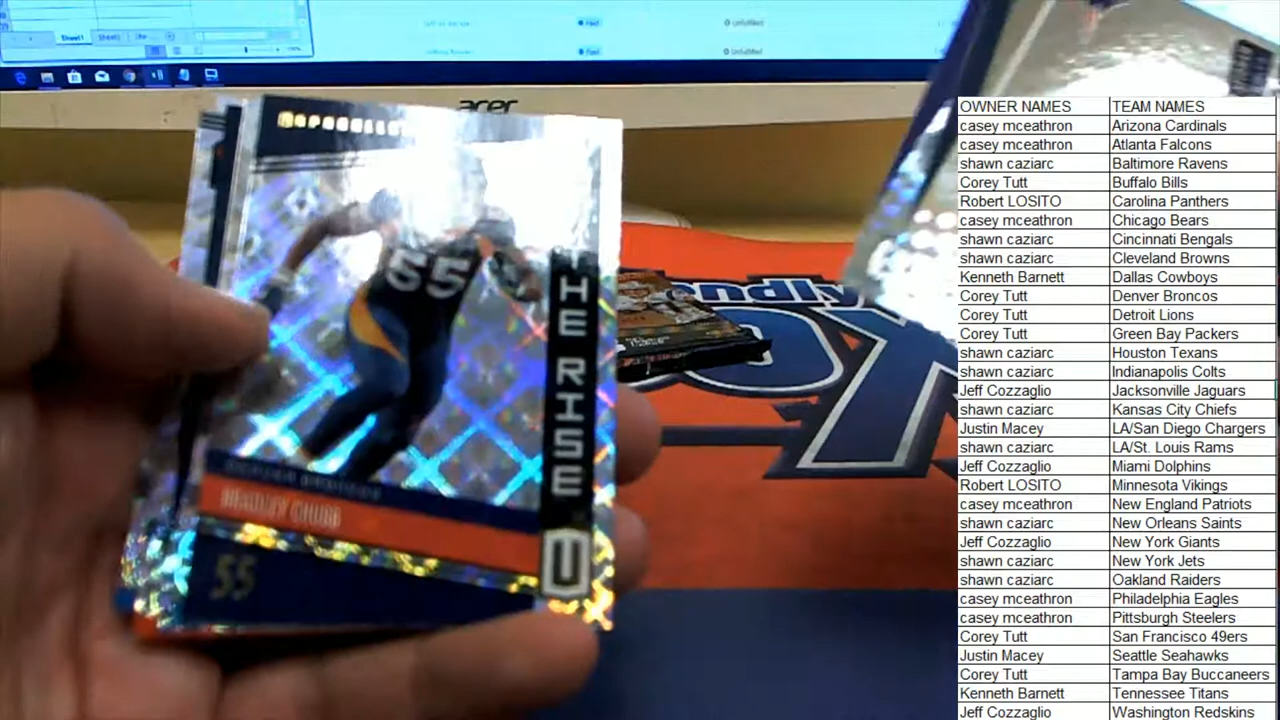 Sheet1
acer
55
HE RISE
U
55
OWNER NAMES TEAM NAMES
casey mceathron Arizona Cardinals
casey mceathron Atlanta Falcons
shawn caziarc Baltimore Ravens
Corey Tutt Buffalo Bills
Robert LOSITO Carolina Panthers
casey mceathron Chicago Bears
shawn caziarc Cincinnati Bengals
shawn caziarc Cleveland Browns
Kenneth Barnett Dallas Cowboys
Corey Tutt Denver Broncos
Corey Tutt Detroit Lions
Corey Tutt Green Bay Packers
shawn caziarc Houston Texans
shawn caziarc Indianapolis Colts
Jeff Cozzaglio Jacksonville Jaguars
shawn caziarc Kansas City Chiefs
Justin Macey LA/San Diego Chargers
shawn caziarc LA/St. Louis Rams
Jeff Cozzaglio Miami Dolphins
Robert LOSITO Minnesota Vikings
casey mceathron New England Patriots
shawn caziarc New Orleans Saints
Jeff Cozzaglio New York Giants
shawn caziarc New York Jets
shawn caziarc Oakland Raiders
casey mceathron Philadelphia Eagles
casey mceathron Pittsburgh Steelers
Corey Tutt San Francisco 49ers
Justin Macey Seattle Seahawks
Corey Tutt Tampa Bay Buccaneers
Kenneth Barnett Tennessee Titans
Jeff Cozzaglio Washington Redskins